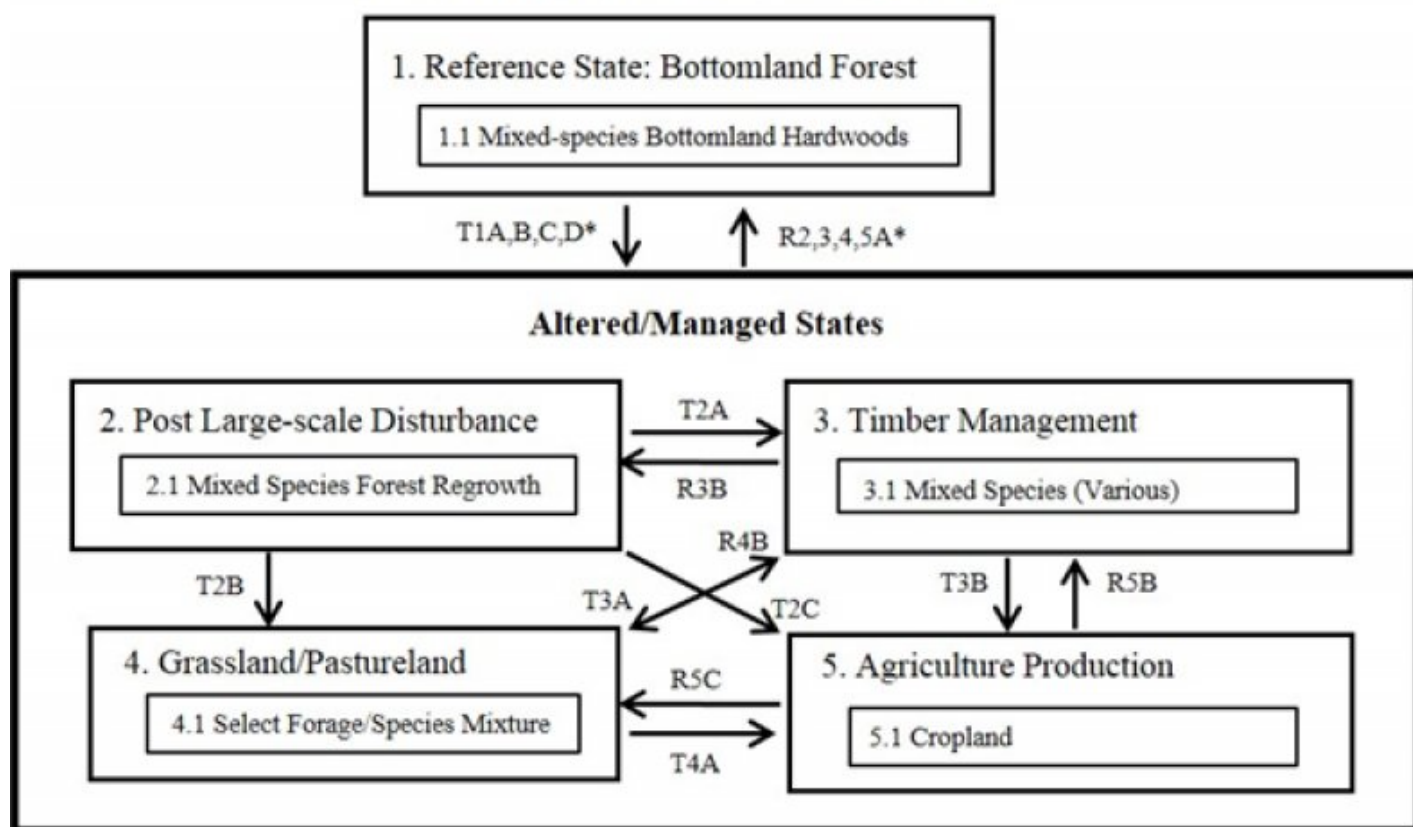 1. Reference State: Bottomland Forest
1.1 Mixed-species Bottomland Hardwoods
T1A,B,C,D*
R2,3,4,5A*
Altered/Managed States
2. Post Large-scale Disturbance
2.1 Mixed Species Forest Regrowth
T2A
R3B
3. Timber Management
3.1 Mixed Species (Various)
T2B
R4B
T3A
T2C
T3B
R5B
4. Grassland/Pastureland
4.1 Select Forage/Species Mixture
R5C
T4A
5. Agriculture Production
5.1 Cropland